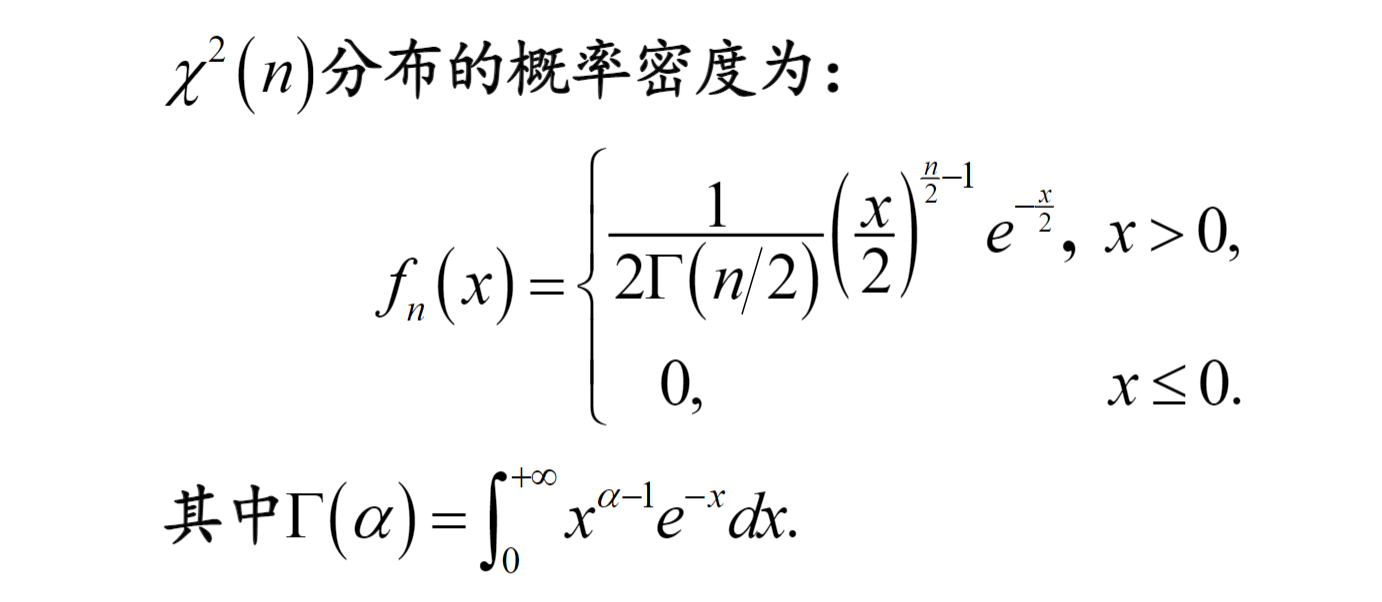 χ²(n)分布的概率密度为：
fₙ(x) = { 1/(2Γ(n/2)) (x/2)^(n/2−1) e^(−x/2), x > 0,
0, x ≤ 0.
其中Γ(α) = ∫₀^(+∞) x^(α−1) e^(−x) dx.